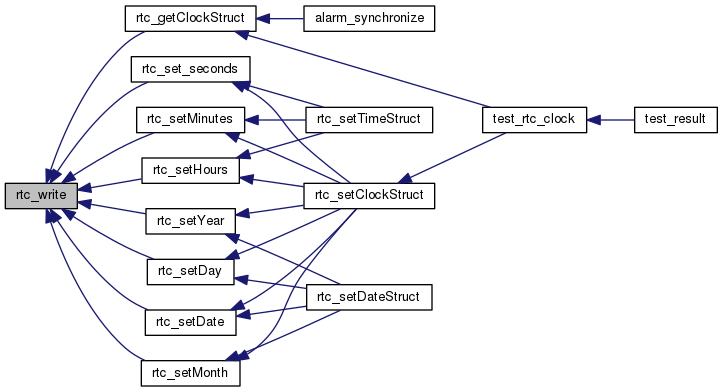 rtc_getClockStruct
alarm_synchronize
rtc_set_seconds
rtc_setMinutes
rtc_setTimeStruct
test_rtc_clock
test_result
rtc_setHours
rtc_write
rtc_setClockStruct
rtc_setYear
rtc_setDay
rtc_setDateStruct
rtc_setDate
rtc_setMonth